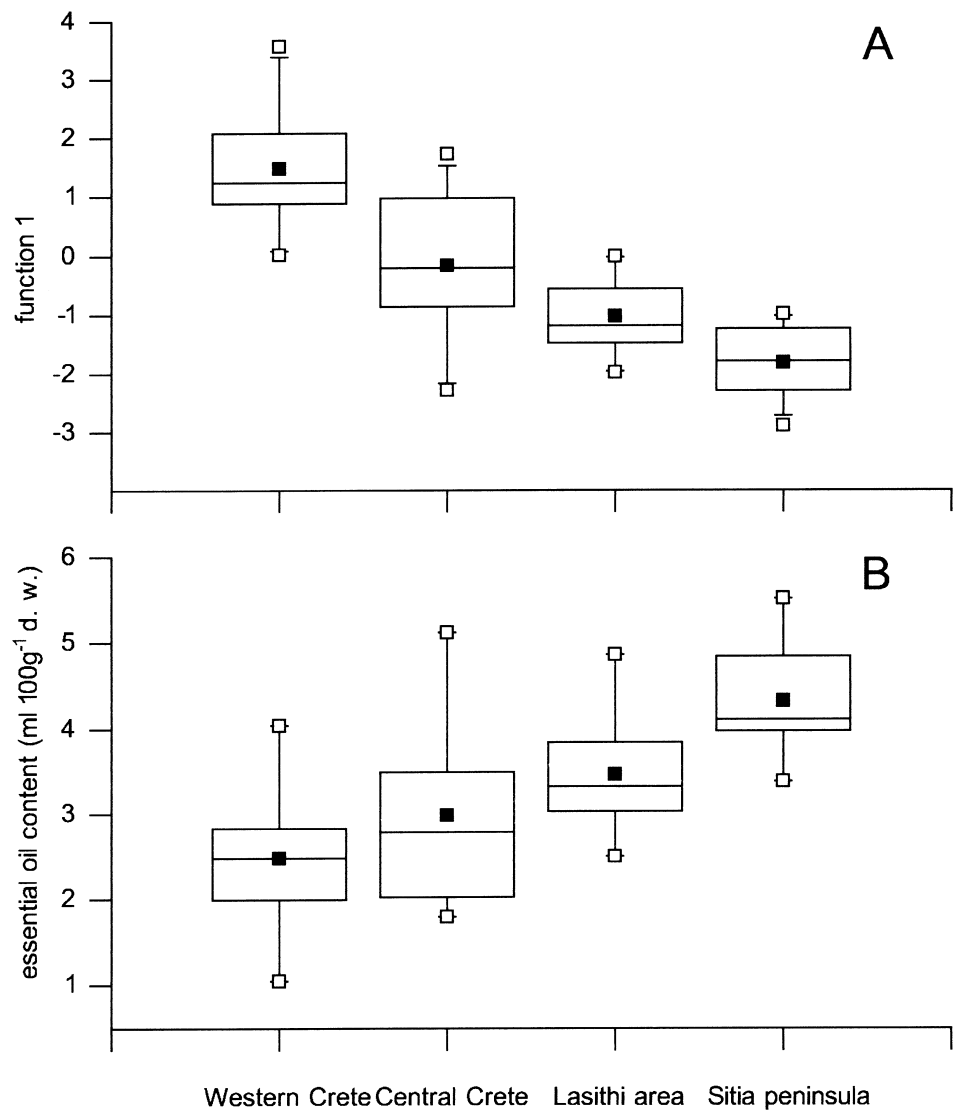 A
4
3
2
1
0
-1
-2
-3
function 1
B
6
5
4
3
2
1
essential oil content (ml 100g⁻¹ d. w.)
Western Crete Central Crete Lasithi area Sitia peninsula